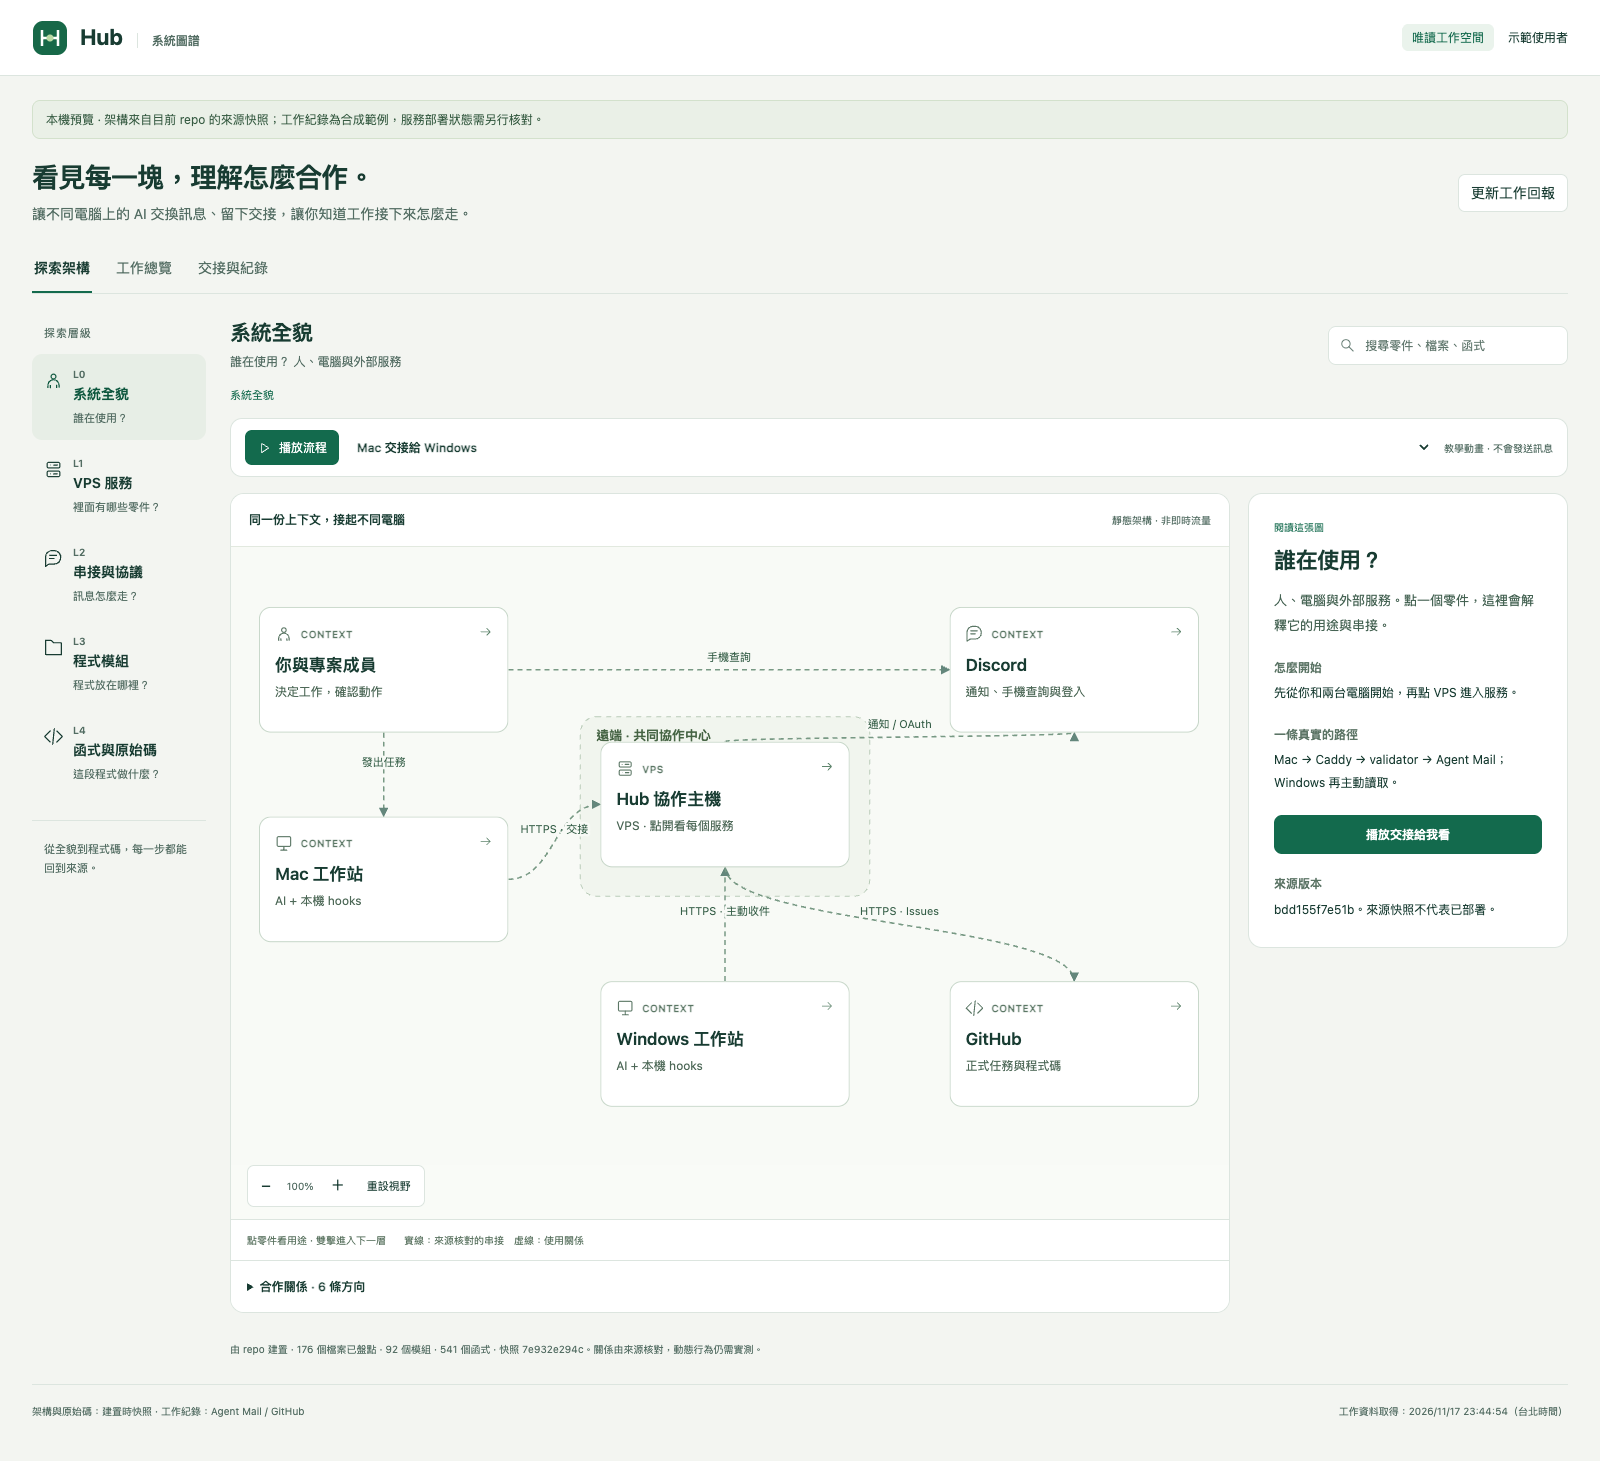 Hub
系統圖譜
唯讀工作空間
示範使用者
本機預覽 · 架構來自目前 repo 的來源快照；工作紀錄為合成範例，服務部署狀態需另行核對。
看見每一塊，理解怎麼合作。
讓不同電腦上的 AI 交換訊息、留下交接，讓你知道工作接下來怎麼走。
更新工作回報
探索架構
工作總覽
交接與紀錄
探索層級
L0
系統全貌
誰在使用？
L1
VPS 服務
裡面有哪些零件？
L2
串接與協議
訊息怎麼走？
L3
程式模組
程式放在哪裡？
L4
函式與原始碼
這段程式做什麼？
從全貌到程式碼，每一步都能
回到來源。
系統全貌
誰在使用？ 人、電腦與外部服務
搜尋零件、檔案、函式
系統全貌
播放流程
Mac 交接給 Windows
教學動畫 · 不會發送訊息
同一份上下文，接起不同電腦
靜態架構 · 非即時流量
CONTEXT
你與專案成員
決定工作，確認動作
手機查詢
CONTEXT
Discord
通知、手機查詢與登入
通知 / OAuth
發出任務
遠端 · 共同協作中心
VPS
Hub 協作主機
VPS · 點開看每個服務
HTTPS · 交接
CONTEXT
Mac 工作站
AI + 本機 hooks
HTTPS · 主動收件
HTTPS · Issues
CONTEXT
Windows 工作站
AI + 本機 hooks
CONTEXT
GitHub
正式任務與程式碼
100%
重設視野
點零件看用途 · 雙擊進入下一層
實線：來源核對的串接
虛線：使用關係
合作關係 · 6 條方向
閱讀這張圖
誰在使用？
人、電腦與外部服務。點一個零件，這裡會解
釋它的用途與串接。
怎麼開始
先從你和兩台電腦開始，再點 VPS 進入服務。
一條真實的路徑
Mac → Caddy → validator → Agent Mail；
Windows 再主動讀取。
播放交接給我看
來源版本
bdd155f7e51b。來源快照不代表已部署。
由 repo 建置 · 176 個檔案已盤點 · 92 個模組 · 541 個函式 · 快照 7e932e294c。關係由來源核對，動態行為仍需實測。
架構與原始碼：建置時快照 · 工作紀錄：Agent Mail / GitHub
工作資料取得：2026/11/17 23:44:54（台北時間）